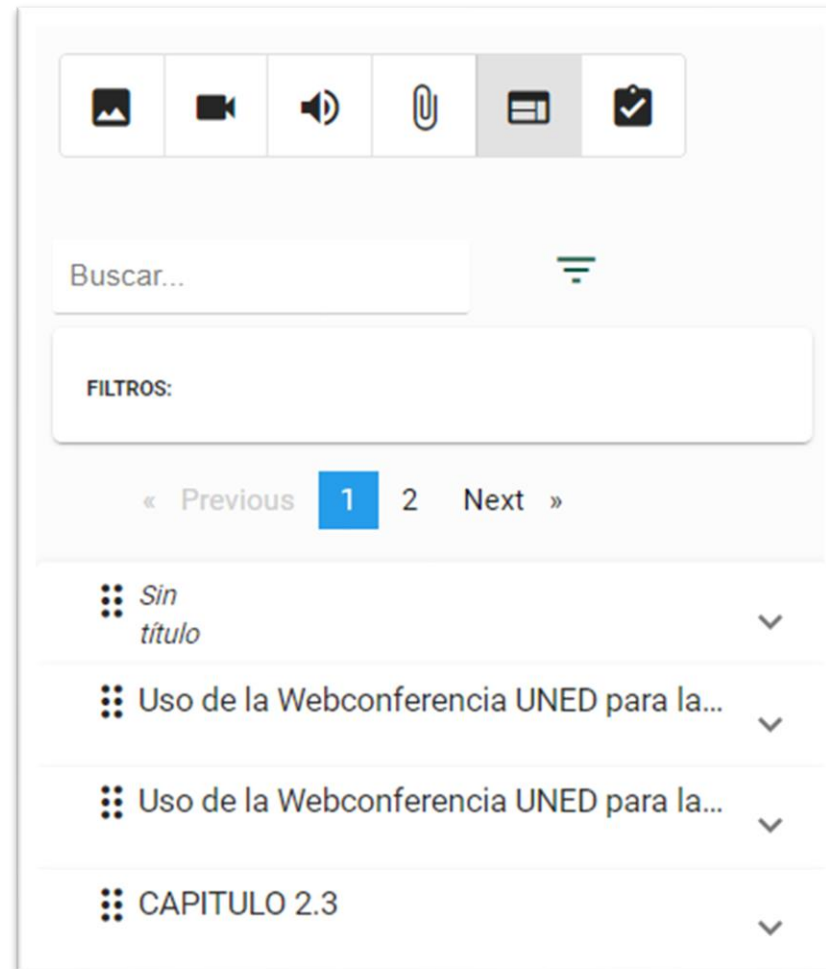 Buscar...
FILTROS:
« Previous 1 2 Next »
Sin
título
Uso de la Webconferencia UNED para la...
Uso de la Webconferencia UNED para la...
CAPITULO 2.3